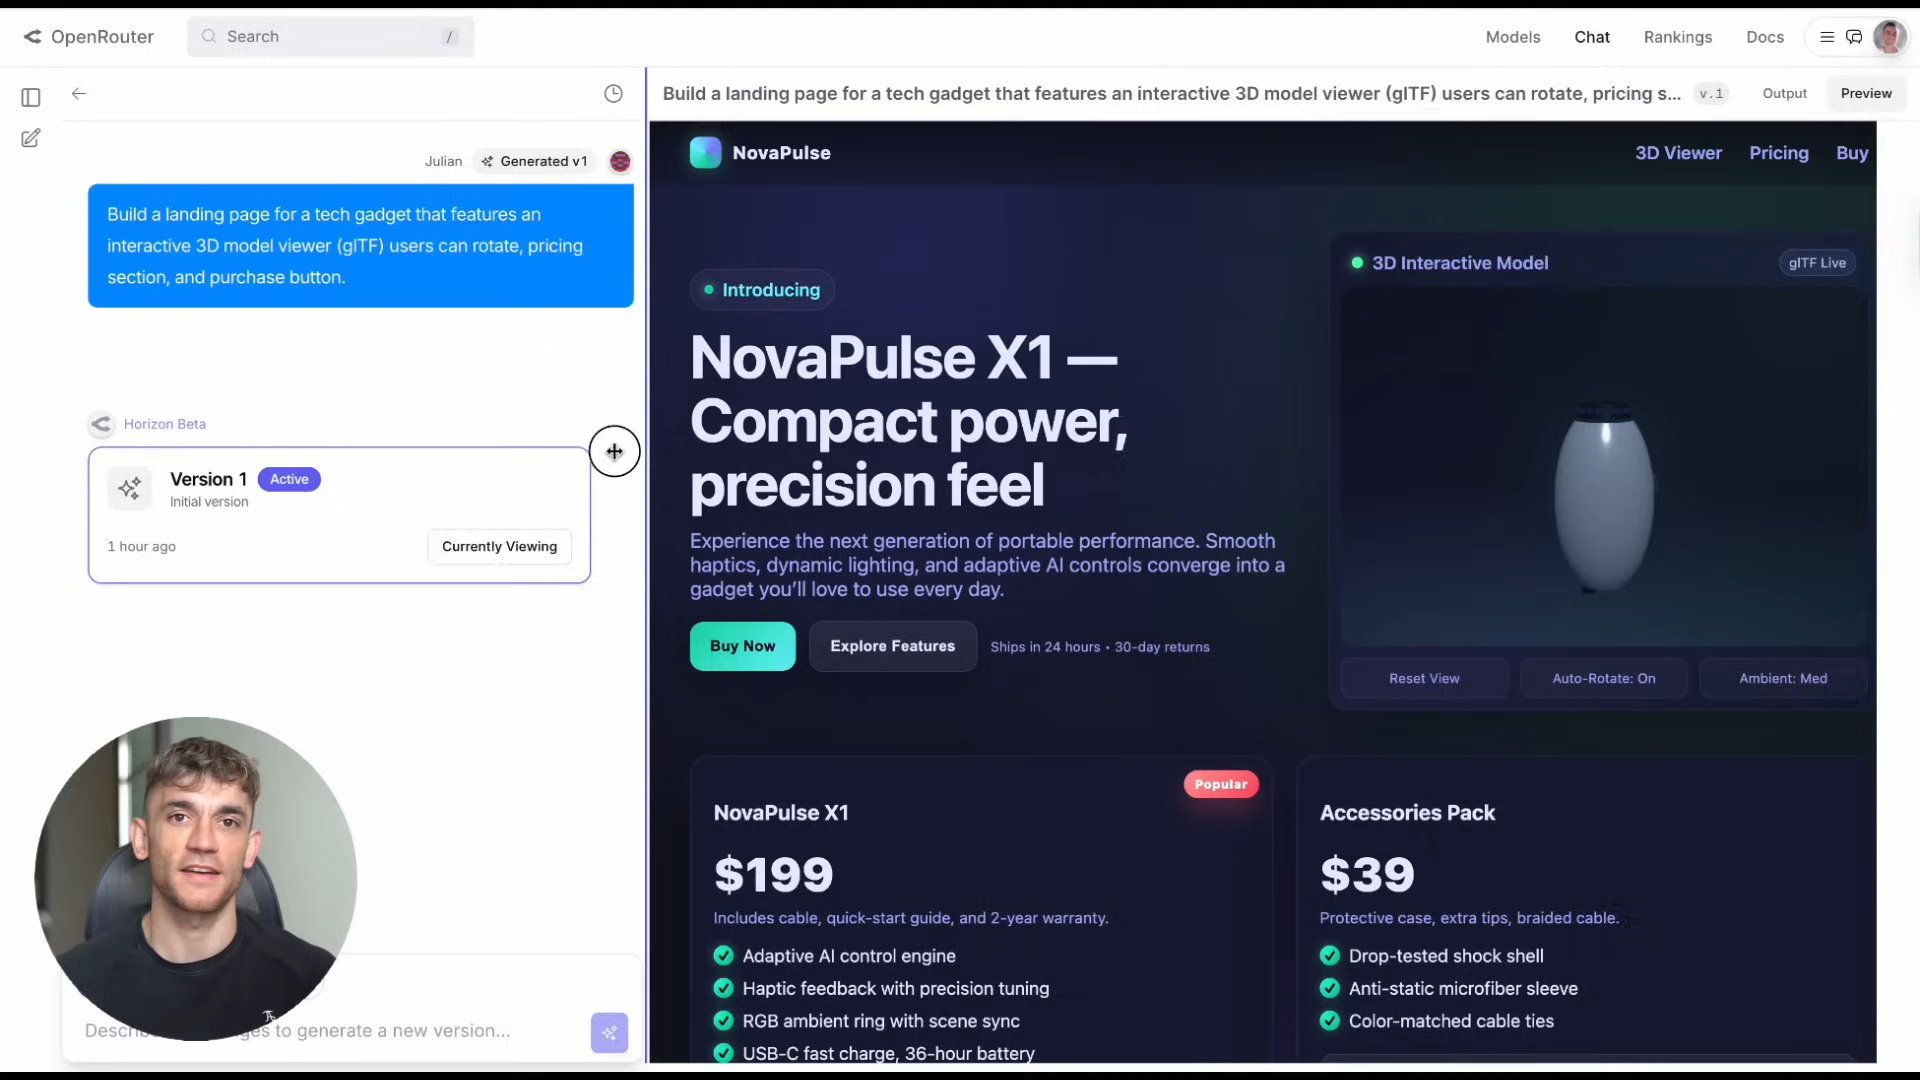 OpenRouter
Search
/
Models
Chat
Rankings
Docs
Julian
Generated v1
Build a landing page for a tech gadget that features an
interactive 3D model viewer (glTF) users can rotate, pricing
section, and purchase button.
Horizon Beta
Version 1
Active
Initial version
1 hour ago
Currently Viewing
to generate a new version...
Build a landing page for a tech gadget that features an interactive 3D model viewer (glTF) users can rotate, pricing s...
v.1
Output
Preview
NovaPulse
3D Viewer
Pricing
Buy
Introducing
NovaPulse X1 —
Compact power,
precision feel
Experience the next generation of portable performance. Smooth
haptics, dynamic lighting, and adaptive AI controls converge into a
gadget you’ll love to use every day.
Buy Now
Explore Features
Ships in 24 hours • 30-day returns
3D Interactive Model
glTF Live
Reset View
Auto-Rotate: On
Ambient: Med
Popular
NovaPulse X1
$199
Includes cable, quick-start guide, and 2-year warranty.
Adaptive AI control engine
Haptic feedback with precision tuning
RGB ambient ring with scene sync
USB-C fast charge, 36-hour battery
Accessories Pack
$39
Protective case, extra tips, braided cable.
Drop-tested shock shell
Anti-static microfiber sleeve
Color-matched cable ties